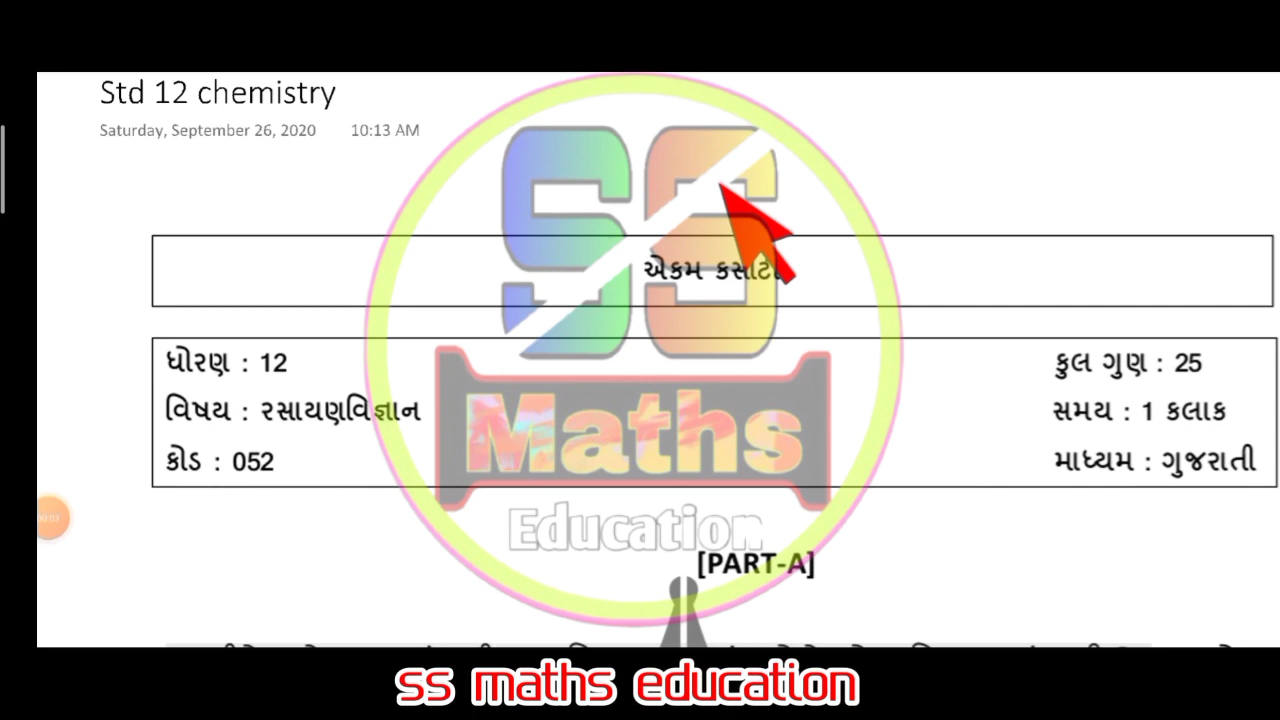 Std 12 chemistry
Saturday, September 26, 2020 10:13 AM
SS
એકમ કસોટી
ધોરણ : 12 કુલ ગુણ : 25
વિષય : રસાયણવિજ્ઞાન સમય : 1 કલાક
કોડ : 052 માધ્યમ : ગુજરાતી
Maths
Education
[PART-A]
ss maths education